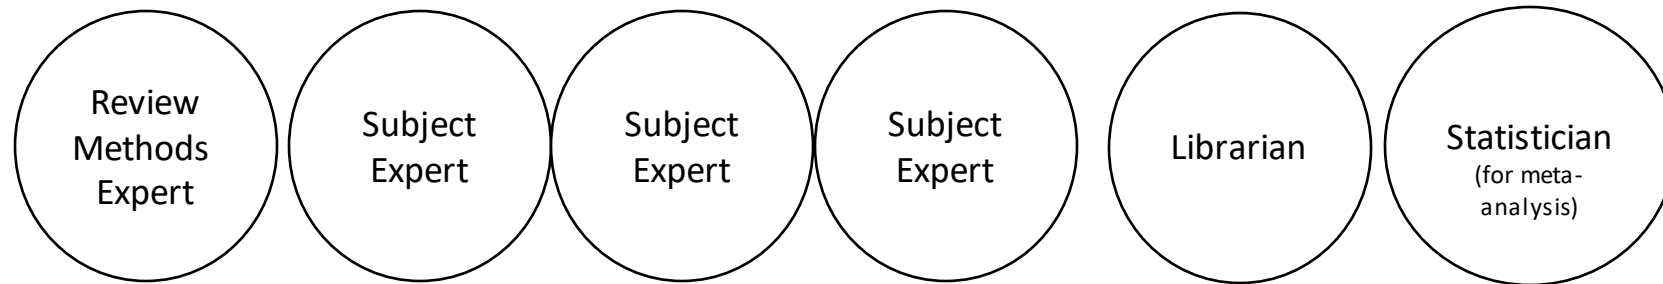 Review
Methods
Expert
Subject
Expert
Subject
Expert
Subject
Expert
Librarian
Statistician
(for meta-
analysis)